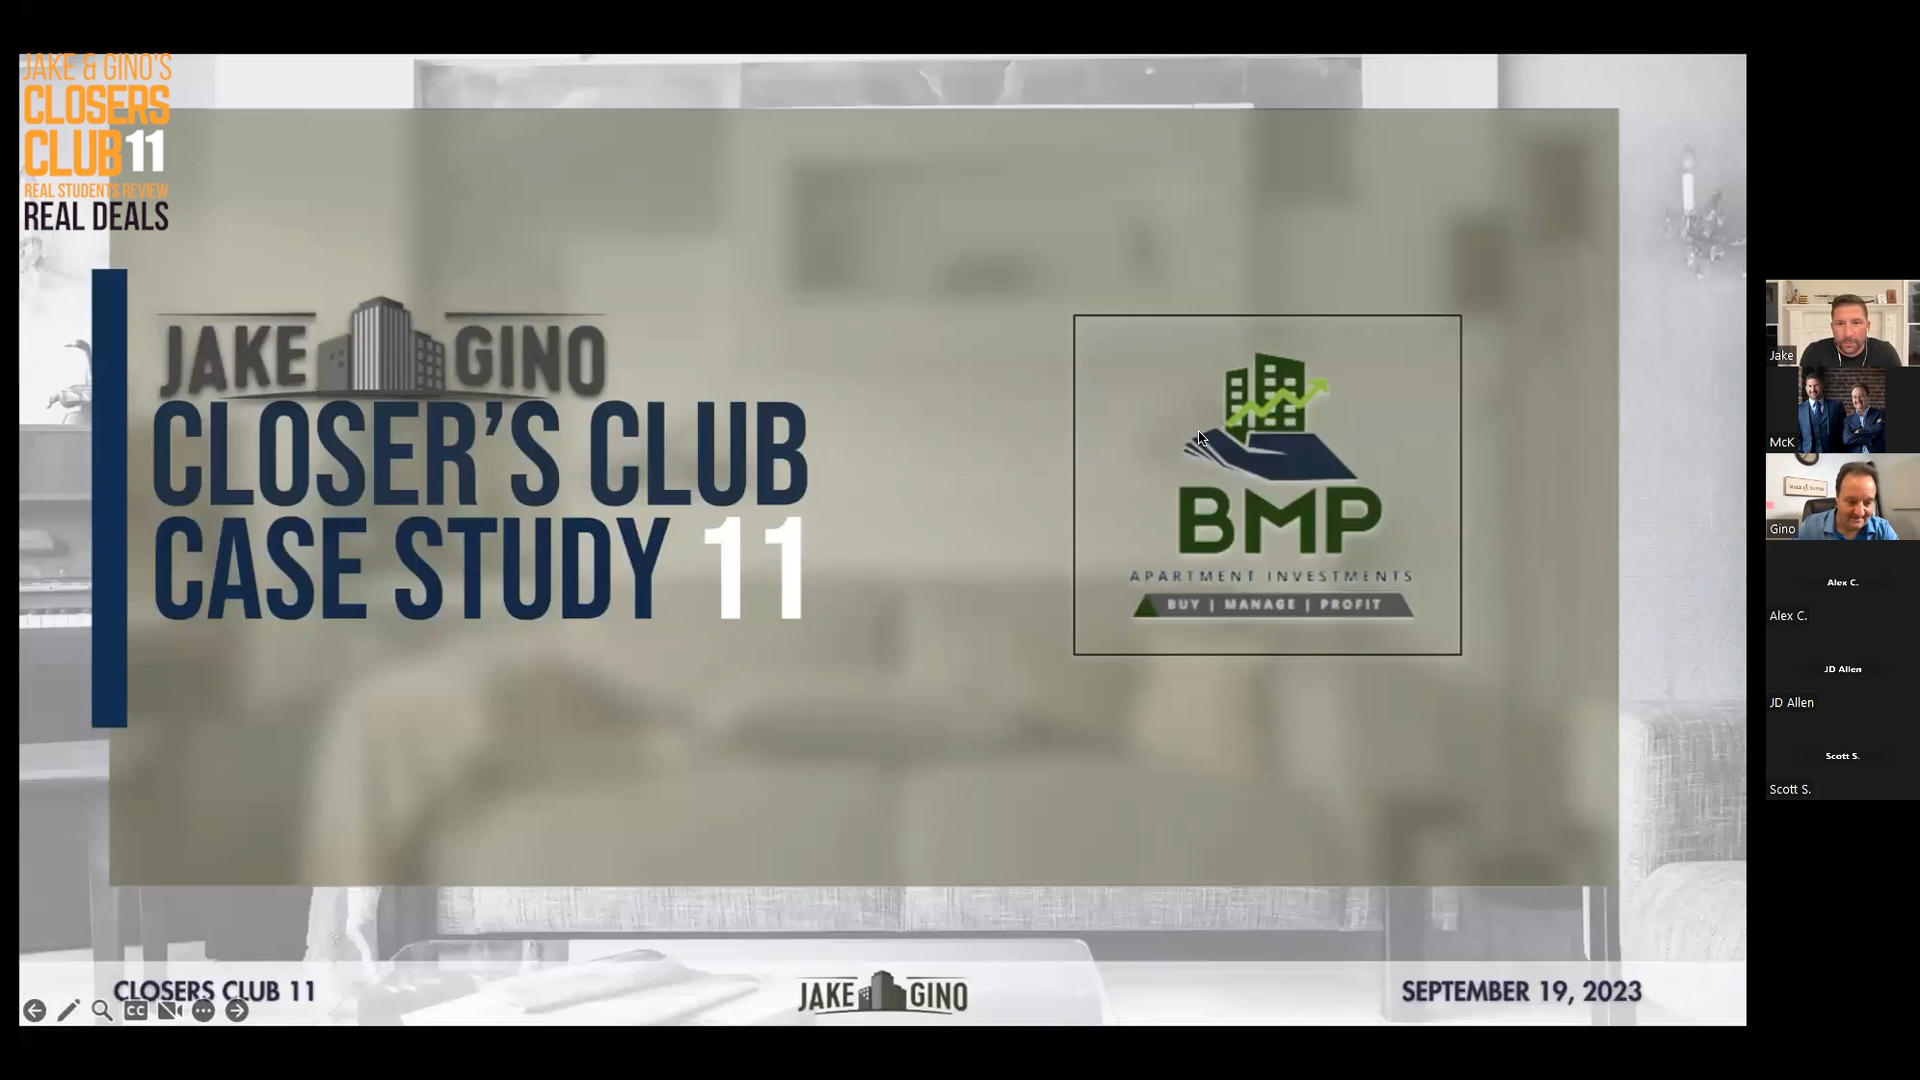 JAKE & GINO'S
CLOSERS
CLUB 11
REAL STUDENTS REVIEW
REAL DEALS
JAKE GINO
CLOSER'S CLUB
CASE STUDY 11
BMP
APARTMENT INVESTMENTS
BUY | MANAGE | PROFIT
CLOSERS CLUB 11
JAKE GINO
SEPTEMBER 19, 2023
CC
Jake
McK
Gino
Alex C.
Alex C.
JD Allen
JD Allen
Scott S.
Scott S.